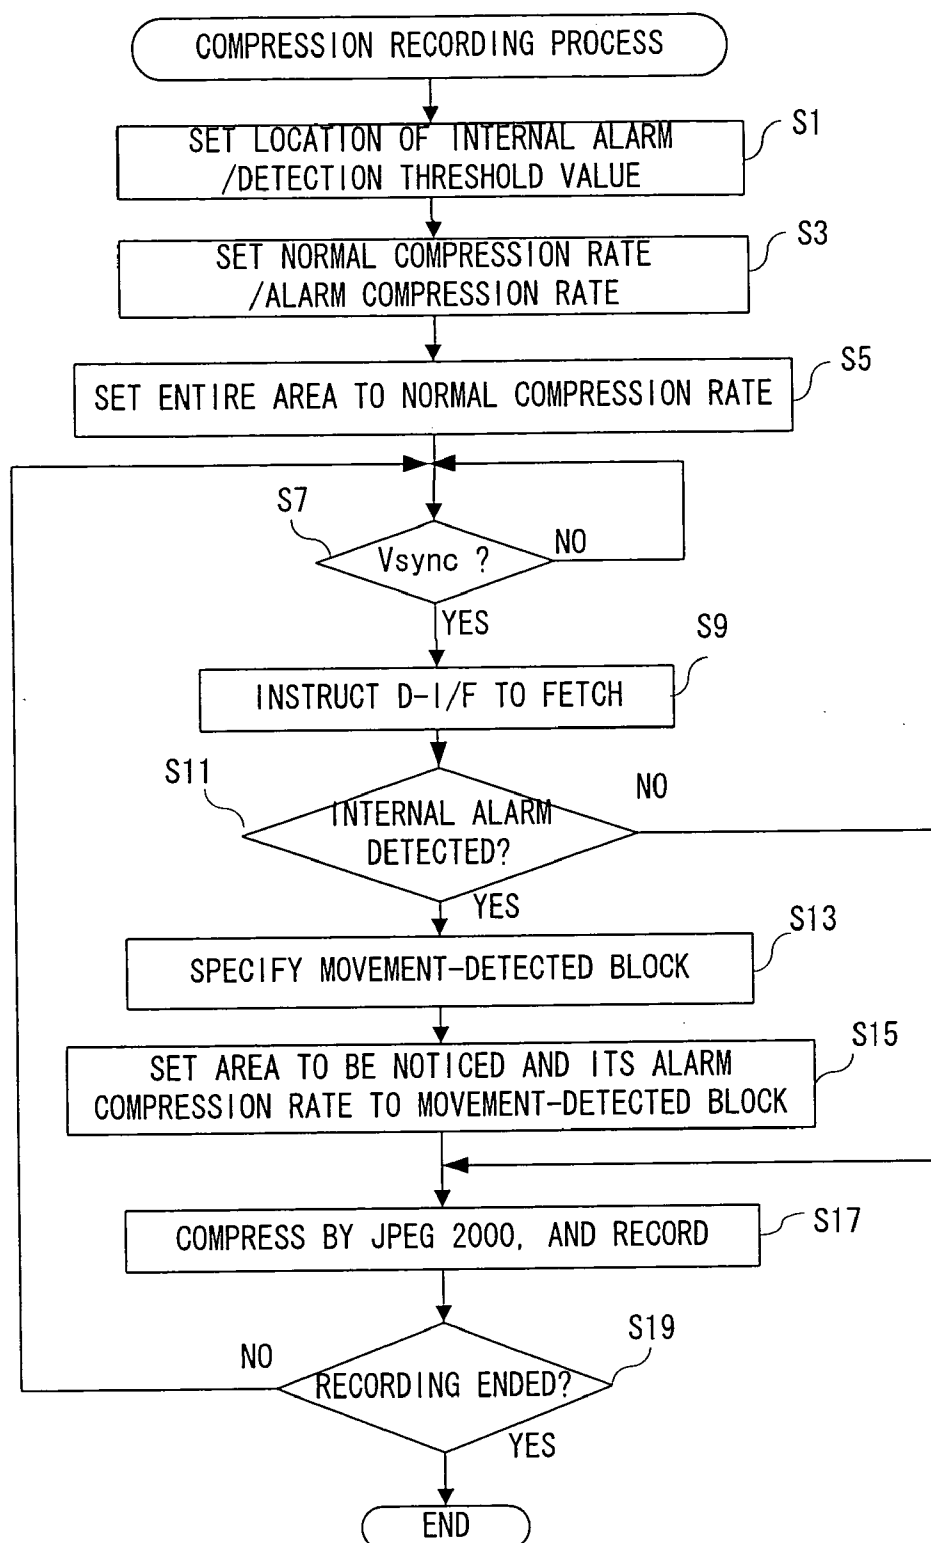 COMPRESSION RECORDING PROCESS
S1
SET LOCATION OF INTERNAL ALARM
/DETECTION THRESHOLD VALUE
S3
SET NORMAL COMPRESSION RATE
/ALARM COMPRESSION RATE
S5
SET ENTIRE AREA TO NORMAL COMPRESSION RATE
S7
Vsync ?
NO
YES
S9
INSTRUCT D-I/F TO FETCH
S11
INTERNAL ALARM
DETECTED?
NO
YES
S13
SPECIFY MOVEMENT-DETECTED BLOCK
S15
SET AREA TO BE NOTICED AND ITS ALARM
COMPRESSION RATE TO MOVEMENT-DETECTED BLOCK
S17
COMPRESS BY JPEG 2000, AND RECORD
S19
NO
RECORDING ENDED?
YES
END